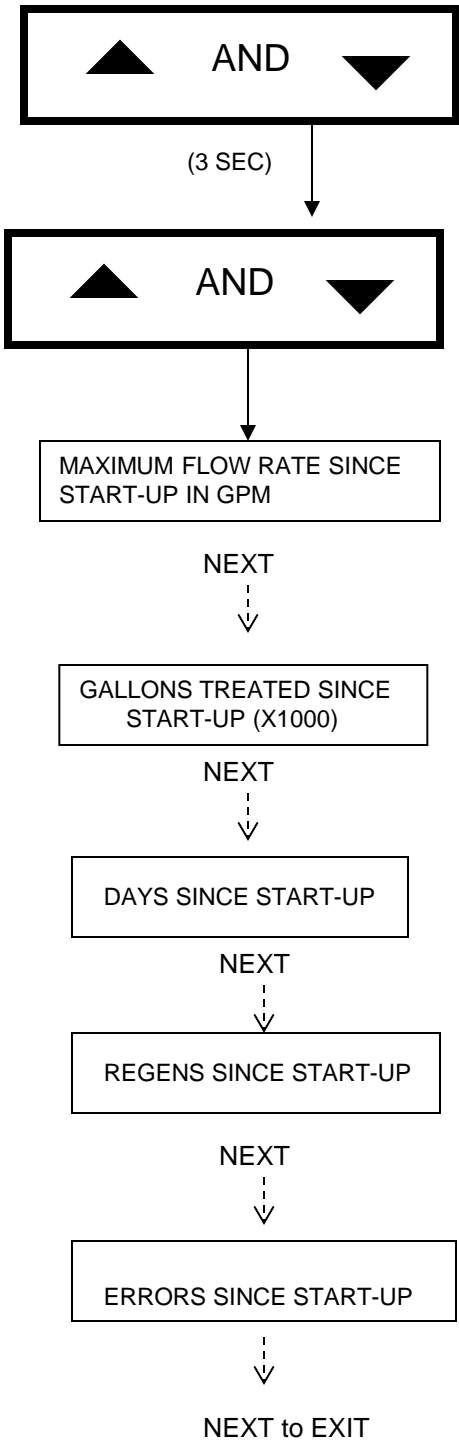 AND
(3 SEC)
AND
MAXIMUM FLOW RATE SINCE
START-UP IN GPM
NEXT
GALLONS TREATED SINCE
START-UP (X1000)
NEXT
DAYS SINCE START-UP
NEXT
REGENS SINCE START-UP
NEXT
ERRORS SINCE START-UP
NEXT to EXIT